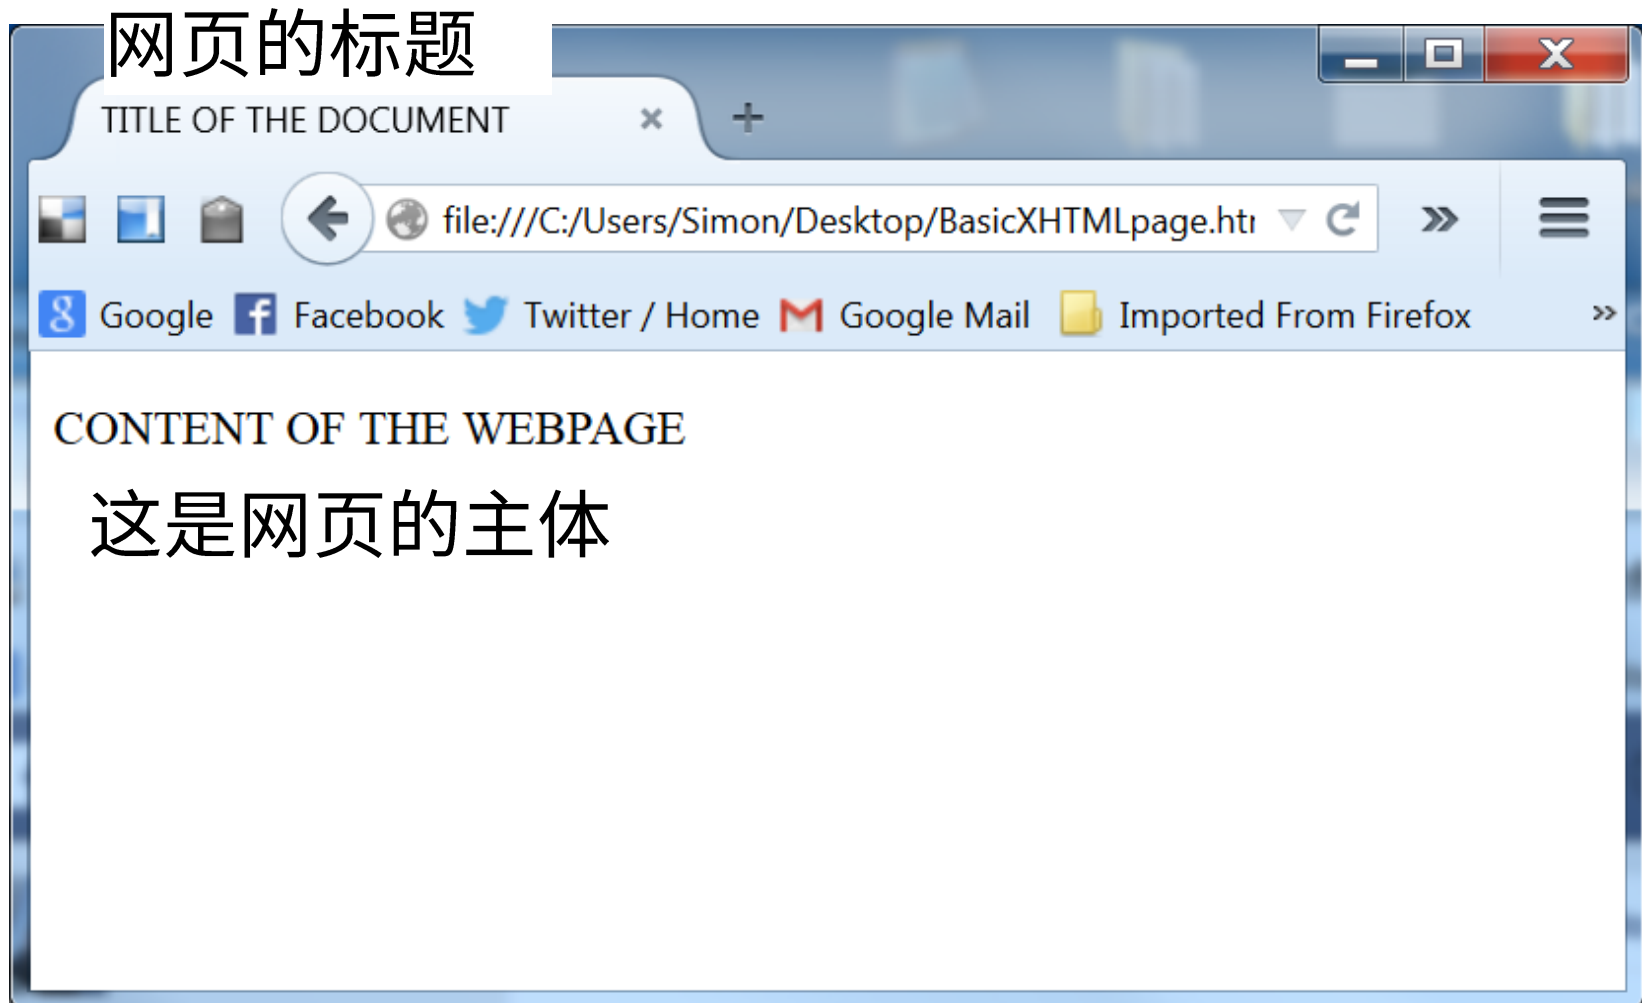 网页的标题
TITLE OF THE DOCUMENT
file:///C:/Users/Simon/Desktop/BasicXHTMLpage.htm
Google Facebook Twitter / Home Google Mail Imported From Firefox
CONTENT OF THE WEBPAGE
这是网页的主体